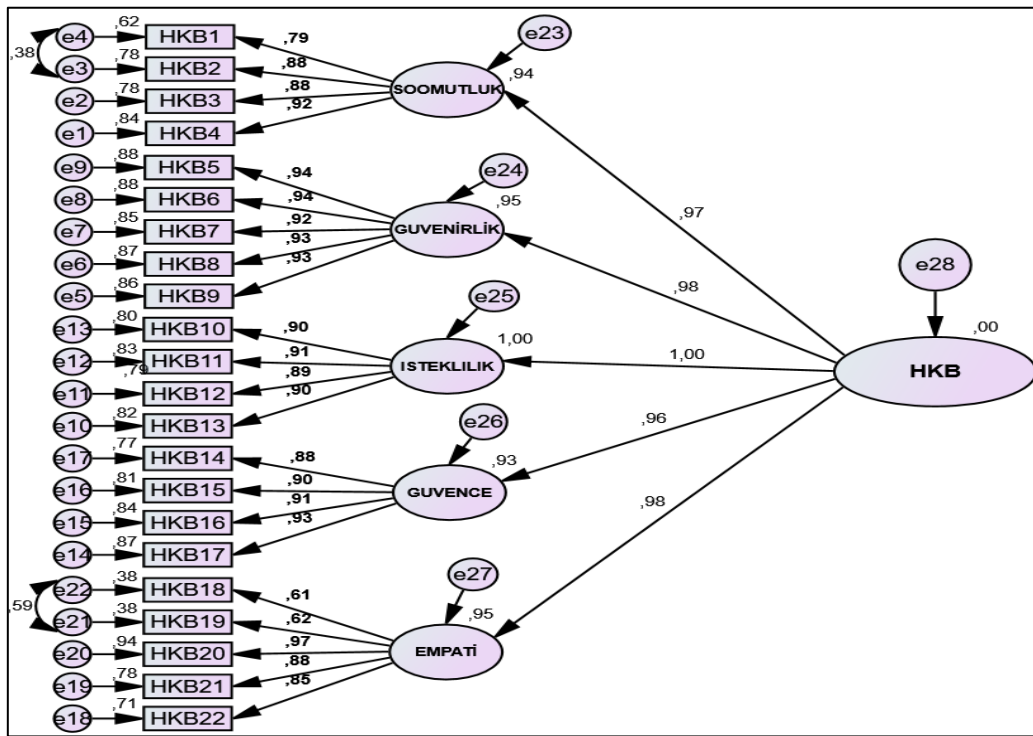 e4 ,62 HKB1 ,79 e23
,38 e3 ,78 HKB2 ,88 SOOMUTLUK ,94
e2 ,78 HKB3 ,88
e1 ,84 HKB4 ,92
e9 ,88 HKB5 ,94 e24
e8 ,88 HKB6 ,94 GUVENİRLİK ,95 ,97
e7 ,85 HKB7 ,92
e6 ,87 HKB8 ,93 ,98 e28
e5 ,86 HKB9 ,93
e13 ,80 HKB10 ,90 e25
e12 ,83 HKB11 ,91 ISTEKLILIK 1,00 1,00 HKB ,00
e11 ,79 HKB12 ,89
e10 ,82 HKB13 ,90 ,96
e17 ,77 HKB14 ,88 e26
e16 ,81 HKB15 ,90 GUVENCE ,93
e15 ,84 HKB16 ,91 ,98
e14 ,87 HKB17 ,93
e22 ,38 HKB18 ,61 e27
,59 e21 ,38 HKB19 ,62 ,95
e20 ,94 HKB20 ,97 EMPATİ
e19 ,78 HKB21 ,88
e18 ,71 HKB22 ,85